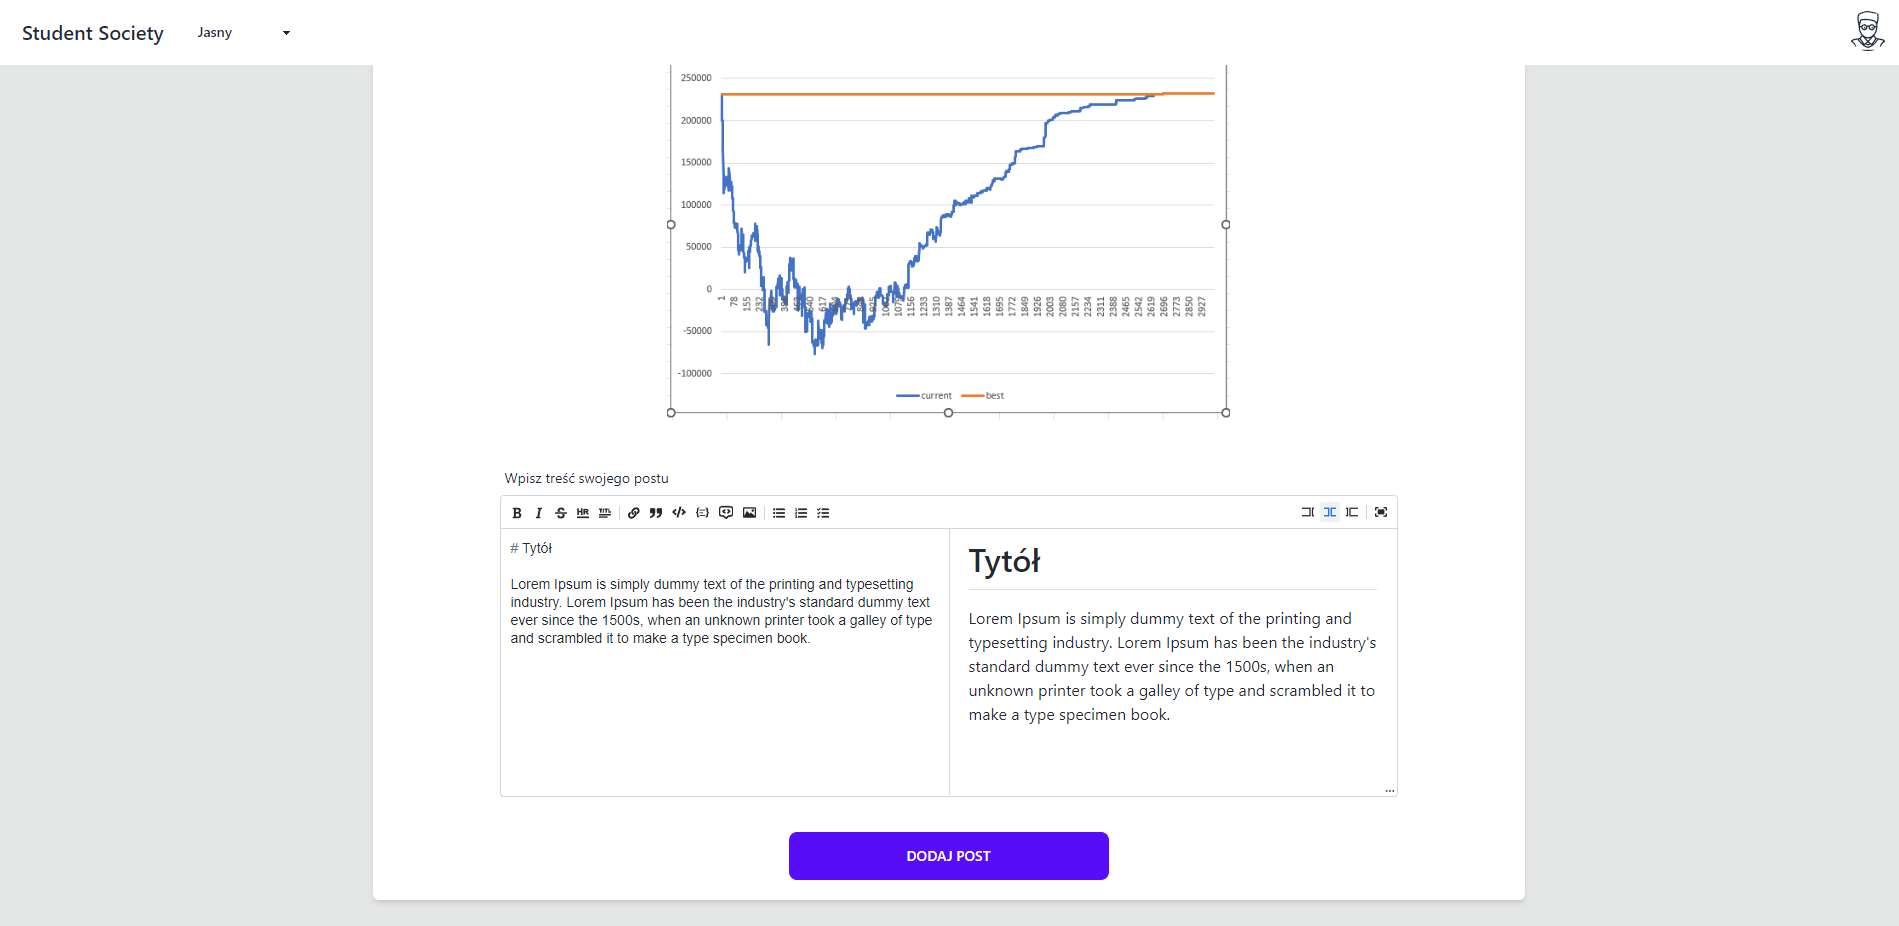 Student Society
Jasny
250000
200000
150000
100000
50000
0
-50000
-100000
1 78 155 232 617 925 1156 1233 1310 1387 1464 1541 1618 1695 1772 1849 1926 2003 2080 2157 2234 2311 2388 2465 2542 2619 2696 2773 2850 2927
current best
Wpisz treść swojego postu
B I S HR TITL
# Tytół
Lorem Ipsum is simply dummy text of the printing and typesetting
industry. Lorem Ipsum has been the industry's standard dummy text
ever since the 1500s, when an unknown printer took a galley of type
and scrambled it to make a type specimen book.
Tytół
Lorem Ipsum is simply dummy text of the printing and
typesetting industry. Lorem Ipsum has been the industry's
standard dummy text ever since the 1500s, when an
unknown printer took a galley of type and scrambled it to
make a type specimen book.
...
DODAJ POST